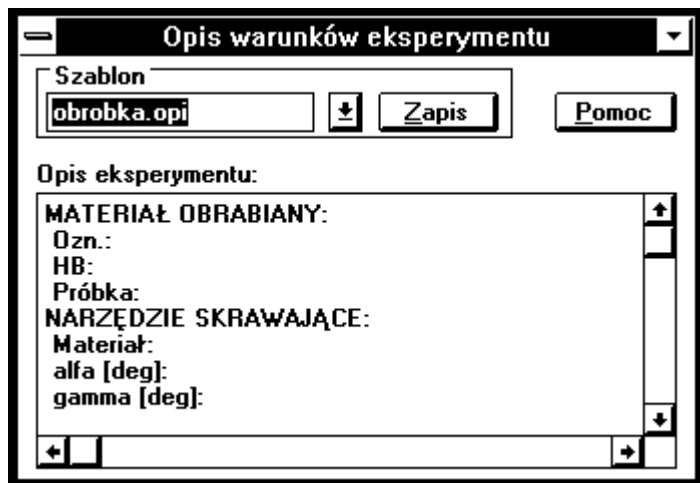 Opis warunków eksperymentu
Szablon
obrobka.opi
Zapis
Pomoc
Opis eksperymentu:
MATERIAŁ OBRABIANY:
Ozn.:
HB:
Próbka:
NARZĘDZIE SKRAWAJĄCE:
Materiał:
alfa [deg]:
gamma [deg]: